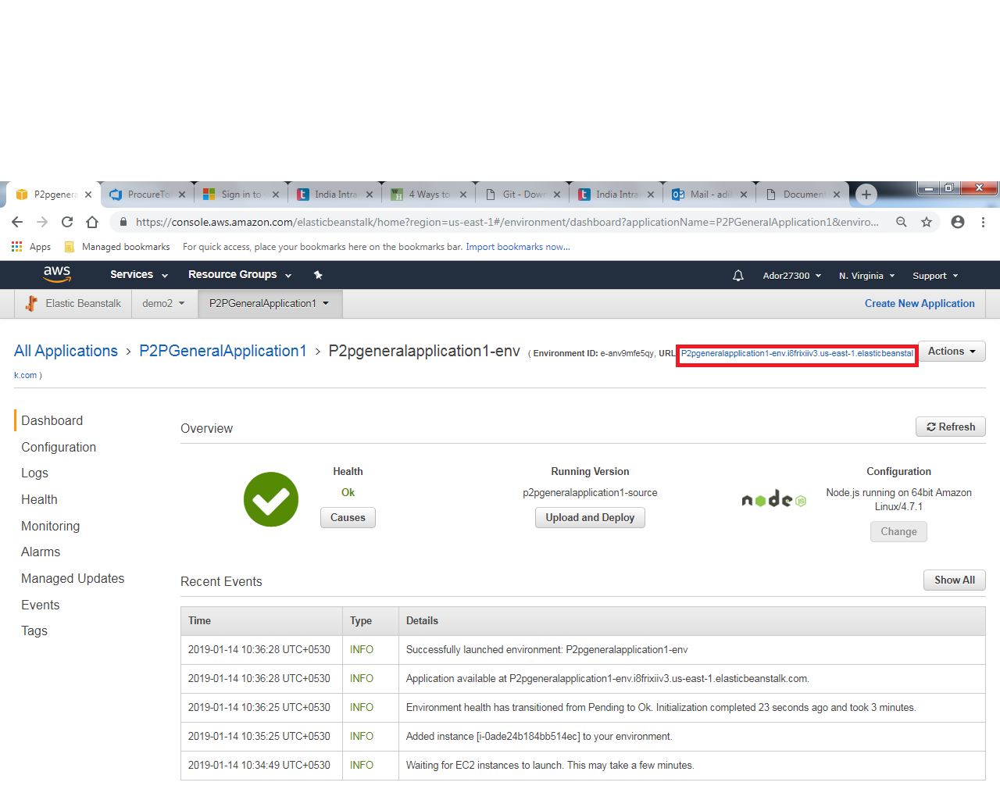 P2pgenera
ProcureTo
Sign in to
India Intra
4 Ways to
Git - Down
India Intra
Mail - adi
Document
https://console.aws.amazon.com/elasticbeanstalk/home?region=us-east-1#/environment/dashboard?applicationName=P2PGeneralApplication1&enviro...
Apps Managed bookmarks For quick access, place your bookmarks here on the bookmarks bar. Import bookmarks now...
aws Services Resource Groups Ador27300 N. Virginia Support
Elastic Beanstalk demo2 P2PGeneralApplication1 Create New Application
All Applications > P2PGeneralApplication1 > P2pgeneralapplication1-env ( Environment ID: e-anv9mfe5qy, URL P2pgeneralapplication1-env.i8frixiiv3.us-east-1.elasticbeanstal Actions
k.com )
Dashboard
Configuration
Logs
Health
Monitoring
Alarms
Managed Updates
Events
Tags
Overview Refresh
Health
Ok
Causes
Running Version
p2pgeneralapplication1-source
Upload and Deploy
node JS
Configuration
Node.js running on 64bit Amazon
Linux/4.7.1
Change
Recent Events Show All
Time Type Details
2019-01-14 10:36:28 UTC+0530 INFO Successfully launched environment: P2pgeneralapplication1-env
2019-01-14 10:36:28 UTC+0530 INFO Application available at P2pgeneralapplication1-env.i8frixiiv3.us-east-1.elasticbeanstalk.com.
2019-01-14 10:36:25 UTC+0530 INFO Environment health has transitioned from Pending to Ok. Initialization completed 23 seconds ago and took 3 minutes.
2019-01-14 10:35:25 UTC+0530 INFO Added instance [i-0ade24b184bb514ec] to your environment.
2019-01-14 10:34:49 UTC+0530 INFO Waiting for EC2 instances to launch. This may take a few minutes.